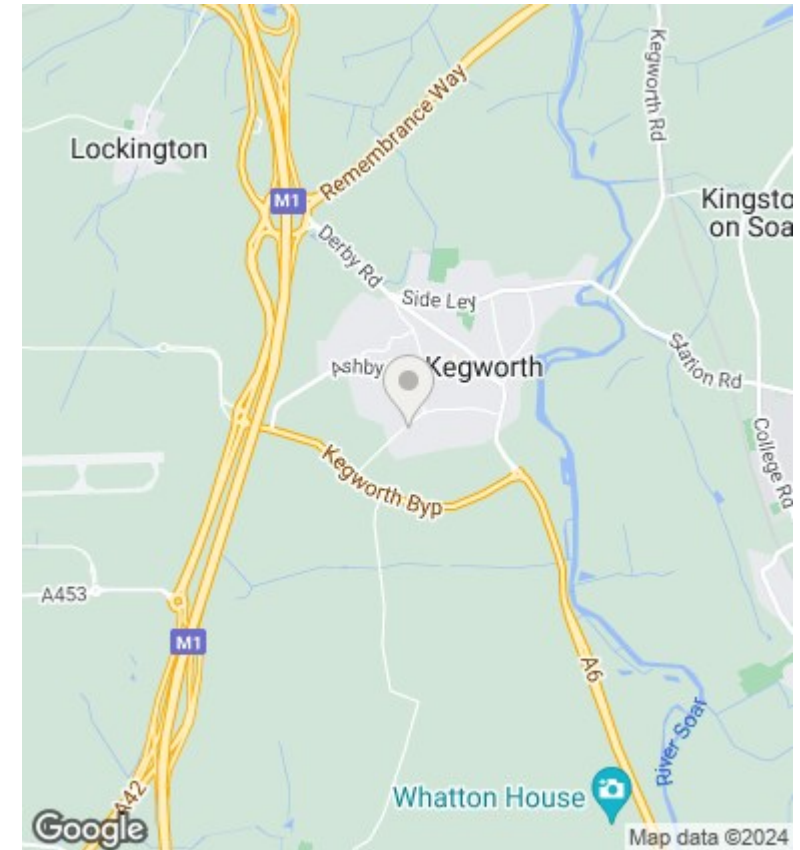 Kegworth Rd
Remembrance Way
Lockington
M1
Kingsto
on Soa
Derby Rd
Side Ley
Ashby
Kegworth
Station Rd
College Rd
Kegworth Byp
A453
M1
A6
River Soar
A42
Whatton House
Google
Map data ©2024